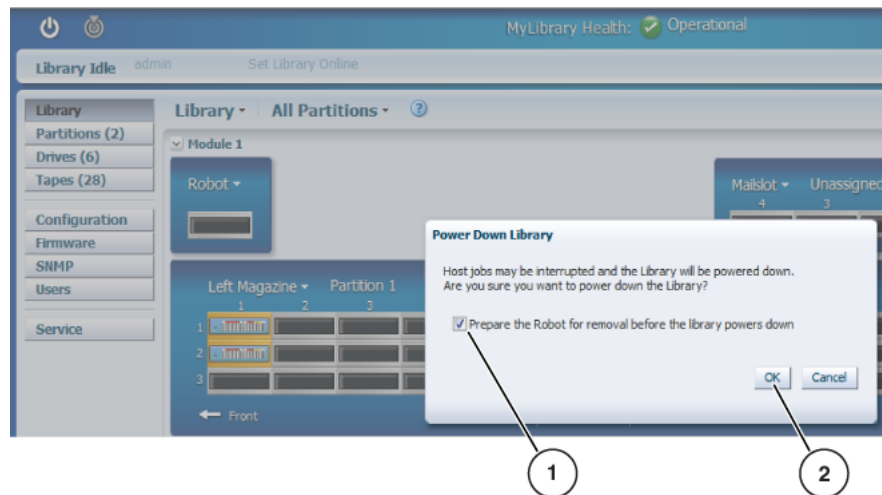 MyLibrary Health: Operational
Library Idle admin Set Library Online
Library
Partitions (2)
Drives (6)
Tapes (28)
Configuration
Firmware
SNMP
Users
Service
Library All Partitions ?
Module 1
Robot
Mailslot Unassigned
4 3
Left Magazine Partition 1
1 2 3
1
2
3
Front
Power Down Library
Host jobs may be interrupted and the Library will be powered down.
Are you sure you want to power down the Library?
Prepare the Robot for removal before the library powers down
OK Cancel
1 2